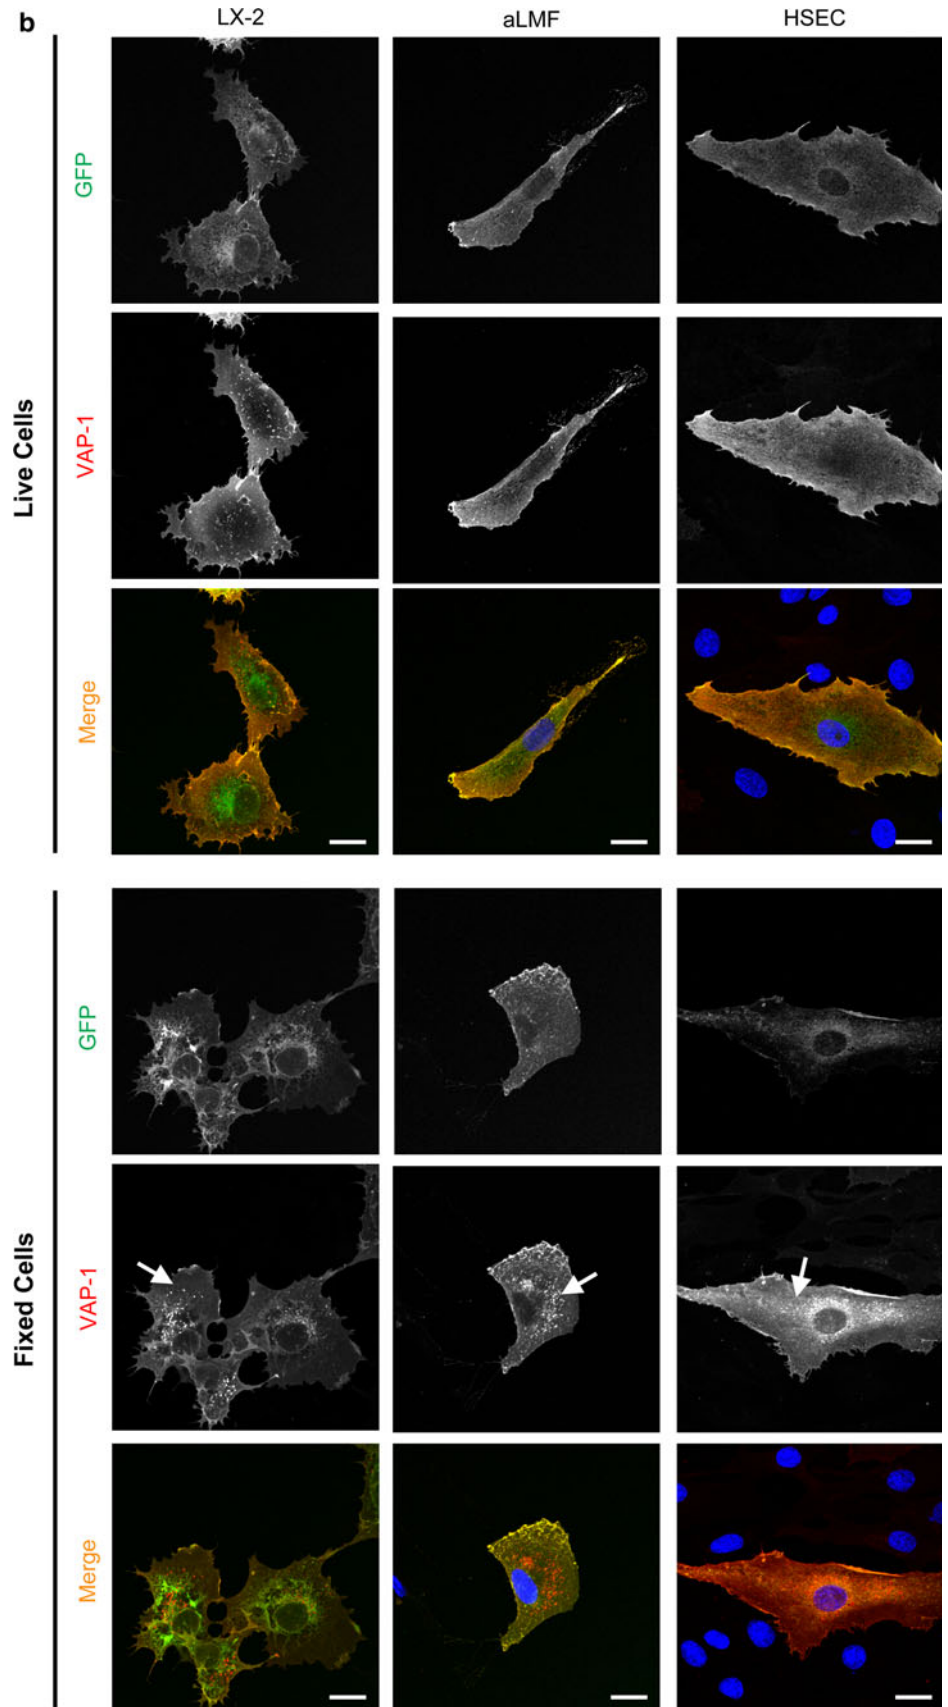 b
LX-2 aLMF HSEC
Live Cells
GFP
VAP-1
Merge
Fixed Cells
GFP
VAP-1
Merge